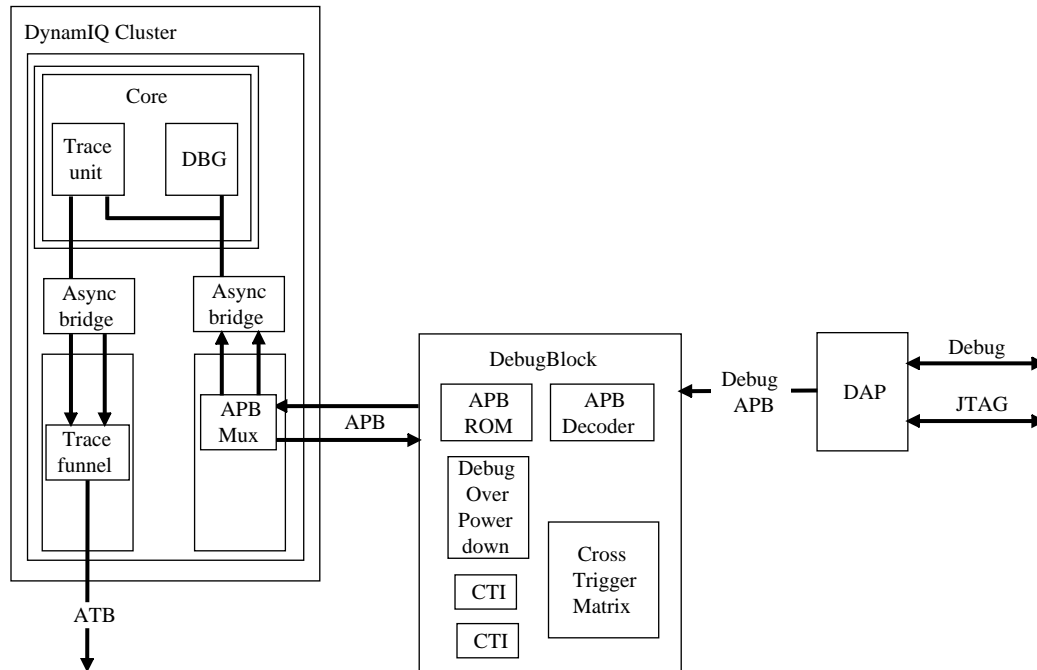 DynamIQ Cluster
Core
Trace
unit
DBG
Async
bridge
Async
bridge
APB
Mux
Trace
funnel
ATB
APB
DebugBlock
APB
ROM
APB
Decoder
Debug
Over
Power
down
Cross
Trigger
Matrix
CTI
CTI
Debug
APB
DAP
Debug
JTAG